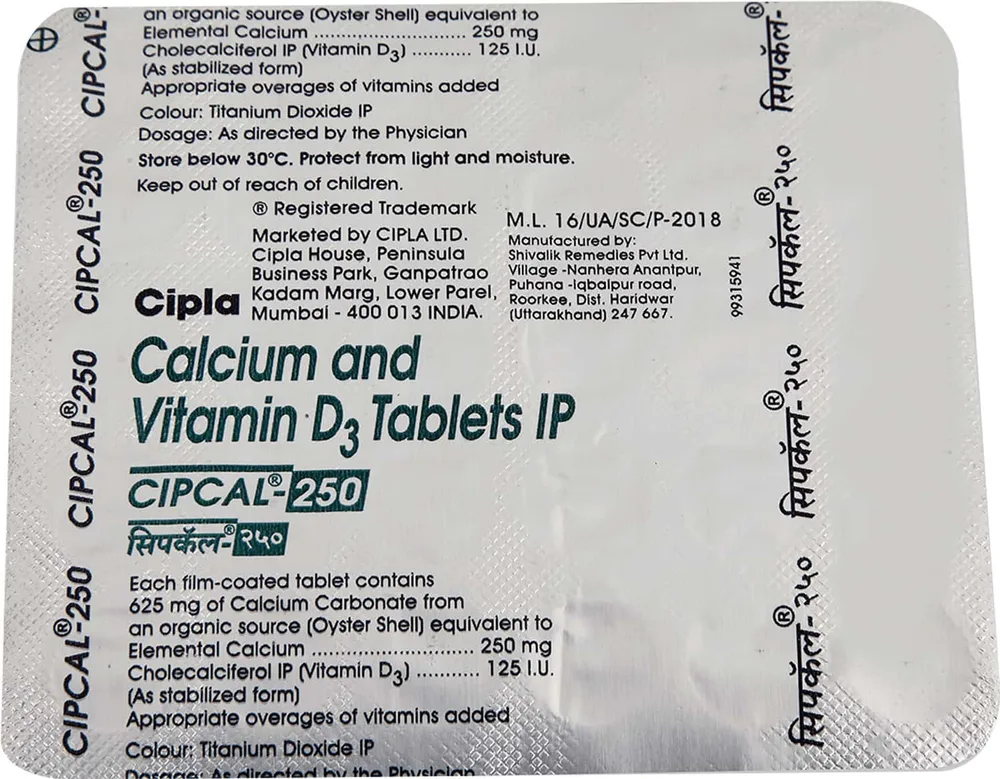 an organic source (Oyster Shell) equivalent to
Elemental Calcium .............................. 250 mg
Cholecalciferol IP (Vitamin D3) ........... 125 I.U.
(As stabilized form)
Appropriate overages of vitamins added
Colour: Titanium Dioxide IP
Dosage: As directed by the Physician
Store below 30°C. Protect from light and moisture.
Keep out of reach of children.
® Registered Trademark
Marketed by CIPLA LTD.
Cipla House, Peninsula
Business Park, Ganpatrao
Kadam Marg, Lower Parel,
Mumbai - 400 013 INDIA.
Cipla
M.L. 16/UA/SC/P-2018
Manufactured by:
Shivalik Remedies Pvt Ltd.
Village -Nanhera Anantpur,
Puhana -Iqbalpur road,
Roorkee, Dist. Haridwar
(Uttarakhand) 247 667.
99315941
Calcium and
Vitamin D3 Tablets IP
CIPCAL®-250
सिपकॅल®-२५०
Each film-coated tablet contains
625 mg of Calcium Carbonate from
an organic source (Oyster Shell) equivalent to
Elemental Calcium .............................. 250 mg
Cholecalciferol IP (Vitamin D3) ........... 125 I.U.
(As stabilized form)
Appropriate overages of vitamins added
Colour: Titanium Dioxide IP
Dosage: As directed by the Physician
CIPCAL®-
CIPCAL®-250
CIPCAL®-250
CIPCAL®-250
सिपकॅल®-
सिपकॅल®-२५०
सिपकॅल®-२५०
सिपकॅल®-२५०